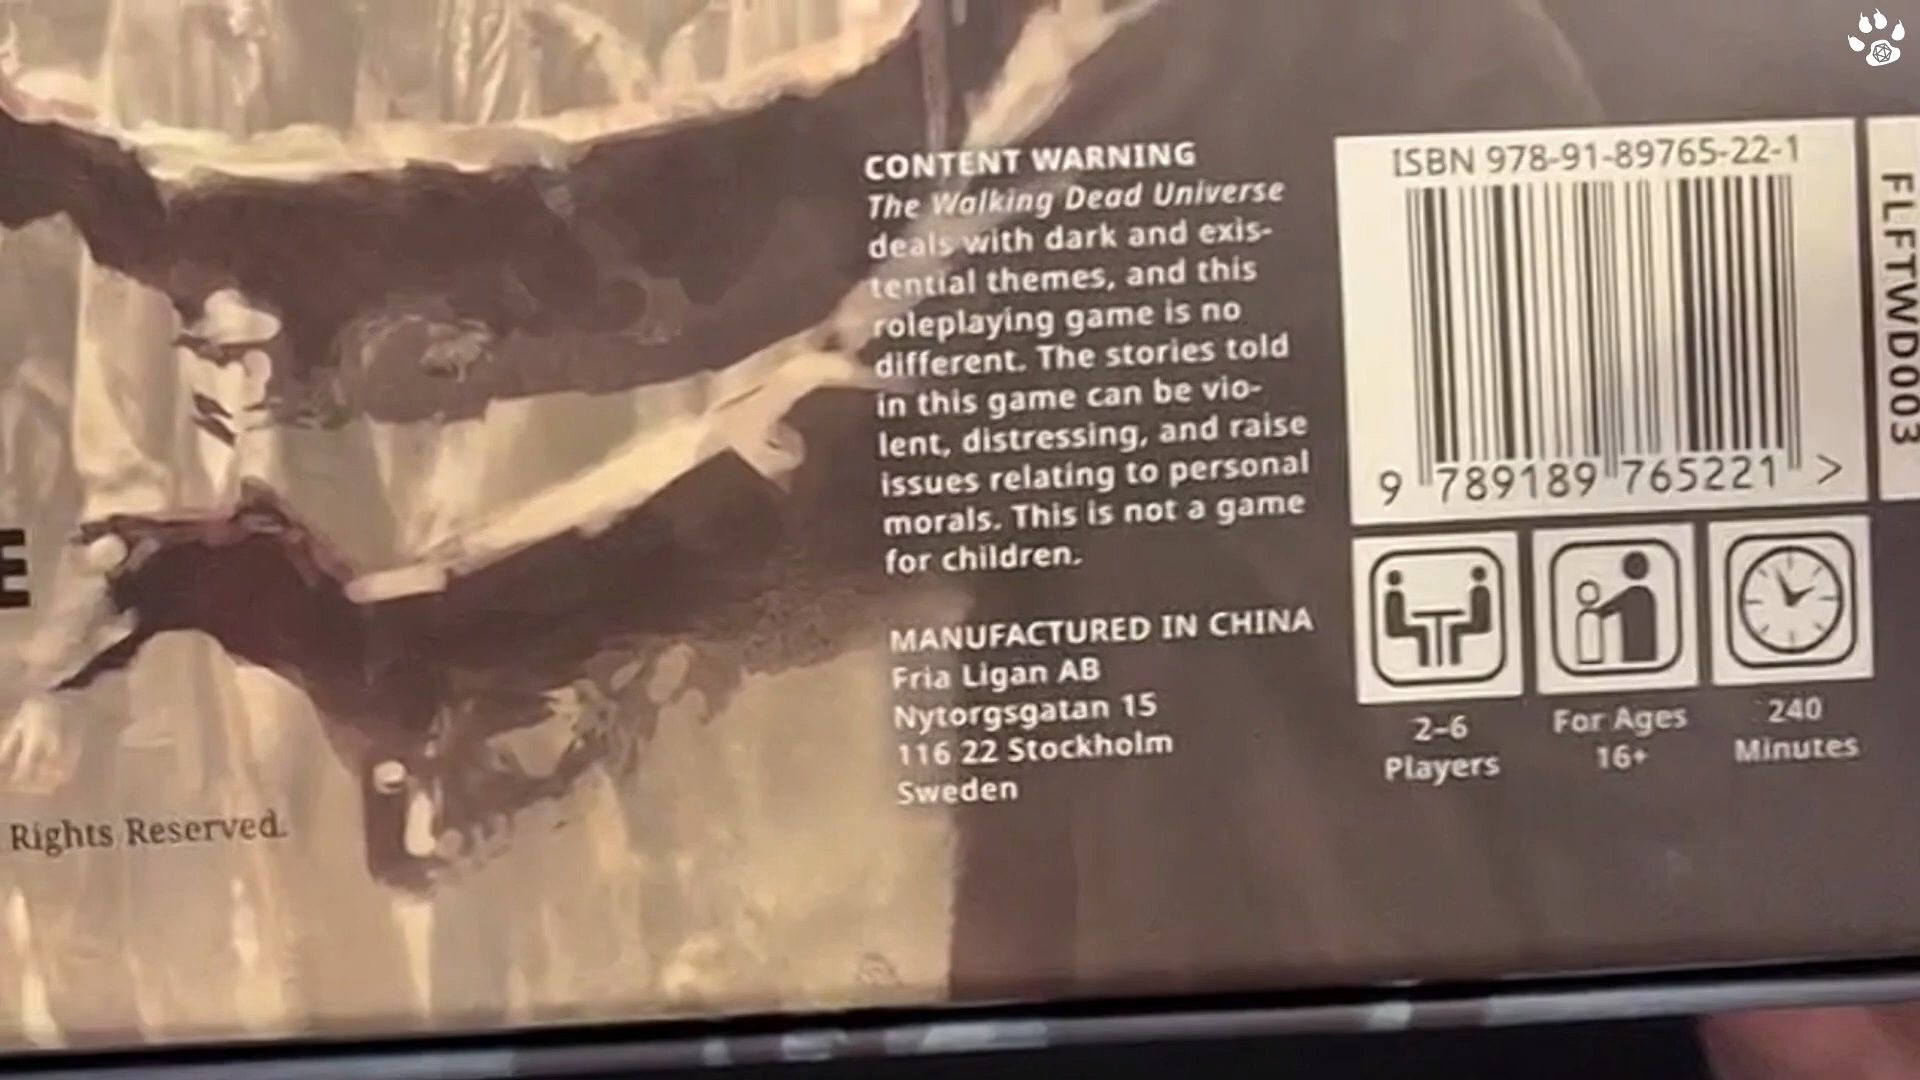 CONTENT WARNING
The Walking Dead Universe
deals with dark and exis-
tential themes, and this
roleplaying game is no
different. The stories told
in this game can be vio-
lent, distressing, and raise
issues relating to personal
morals. This is not a game
for children.
MANUFACTURED IN CHINA
Fria Ligan AB
Nytorgsgatan 15
116 22 Stockholm
Sweden
ISBN 978-91-89765-22-1
9 789189 765221 >
FLFTWD003
2–6
Players
For Ages
16+
240
Minutes
E
Rights Reserved.